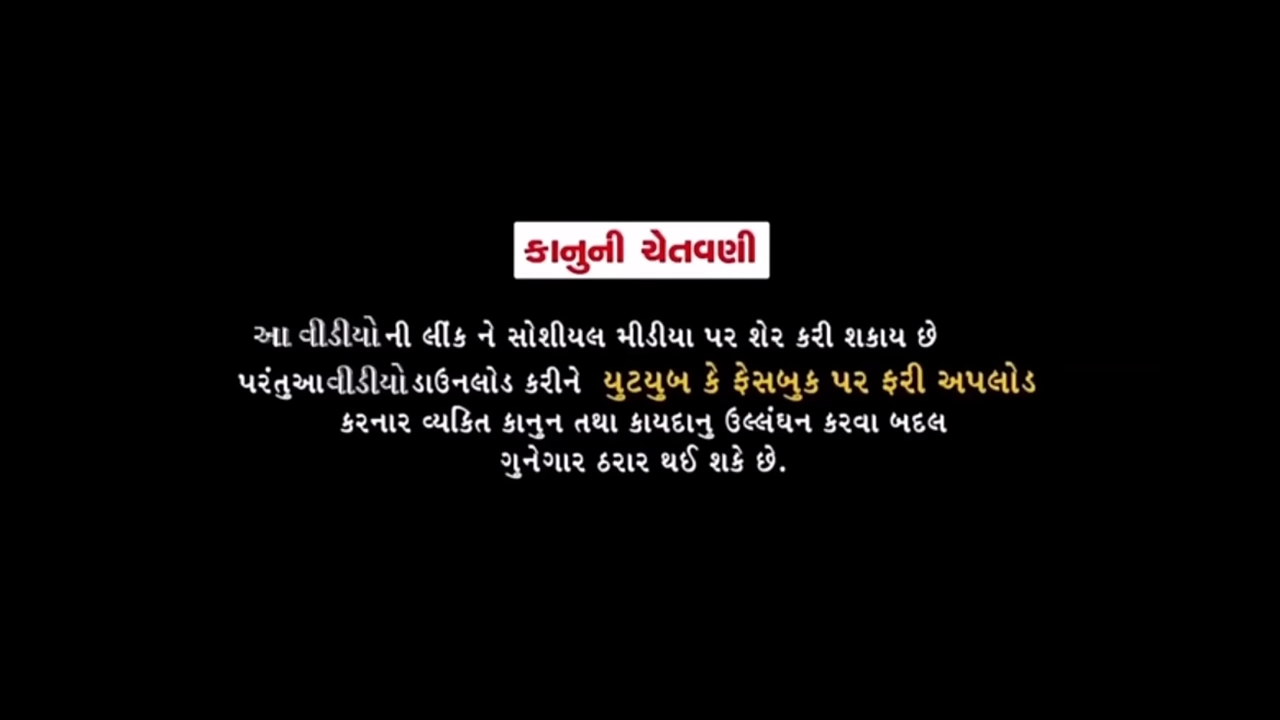 કાનુની ચેતવણી
આ વીડીયો ની લીંક ને સોશીયલ મીડીયા પર શેર કરી શકાય છે
પરંતુઆવીડીયો ડાઉનલોડ કરીને યુટયુબ કે ફેસબુક પર ફરી અપલોડ
કરનાર વ્યકિત કાનુન તથા કાયદાનુ ઉલ્લંઘન કરવા બદલ
ગુનેગાર ઠરાર થઈ શકે છે.